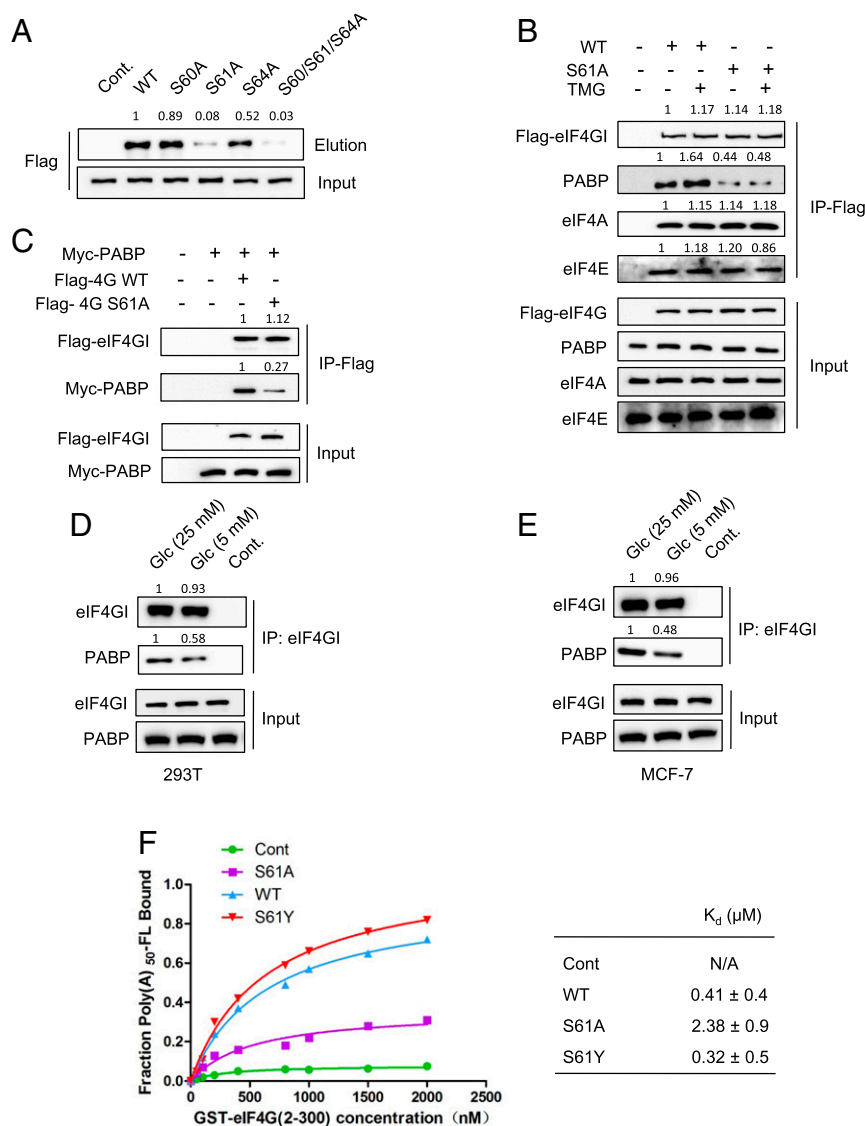 A
Cont.
WT
S60A
S61A
S64A
S60/S61/S64A
1 0.89 0.08 0.52 0.03
Flag
Elution
Input
B
WT - + + - -
S61A - - - + +
TMG - - + - +
1 1.17 1.14 1.18
Flag-eIF4GI
1 1.64 0.44 0.48
PABP
1 1.15 1.14 1.18
eIF4A
1 1.18 1.20 0.86
eIF4E
IP-Flag
Flag-eIF4G
PABP
eIF4A
eIF4E
Input
C
Myc-PABP - + + +
Flag-4G WT - - + -
Flag- 4G S61A - - - +
1 1.12
Flag-eIF4GI
1 0.27
Myc-PABP
IP-Flag
Flag-eIF4GI
Myc-PABP
Input
D
Glc (25 mM)
Glc (5 mM)
Cont.
1 0.93
eIF4GI
1 0.58
PABP
IP: eIF4GI
eIF4GI
PABP
Input
293T
E
Glc (25 mM)
Glc (5 mM)
Cont.
1 0.96
eIF4GI
1 0.48
PABP
IP: eIF4GI
eIF4GI
PABP
Input
MCF-7
F
Cont
S61A
WT
S61Y
Fraction Poly(A) 50-FL Bound
1.0
0.8
0.6
0.4
0.2
0.0
0 500 1000 1500 2000 2500
GST-eIF4G(2-300) concentration (nM)
Kd (µM)
Cont N/A
WT 0.41 ± 0.4
S61A 2.38 ± 0.9
S61Y 0.32 ± 0.5